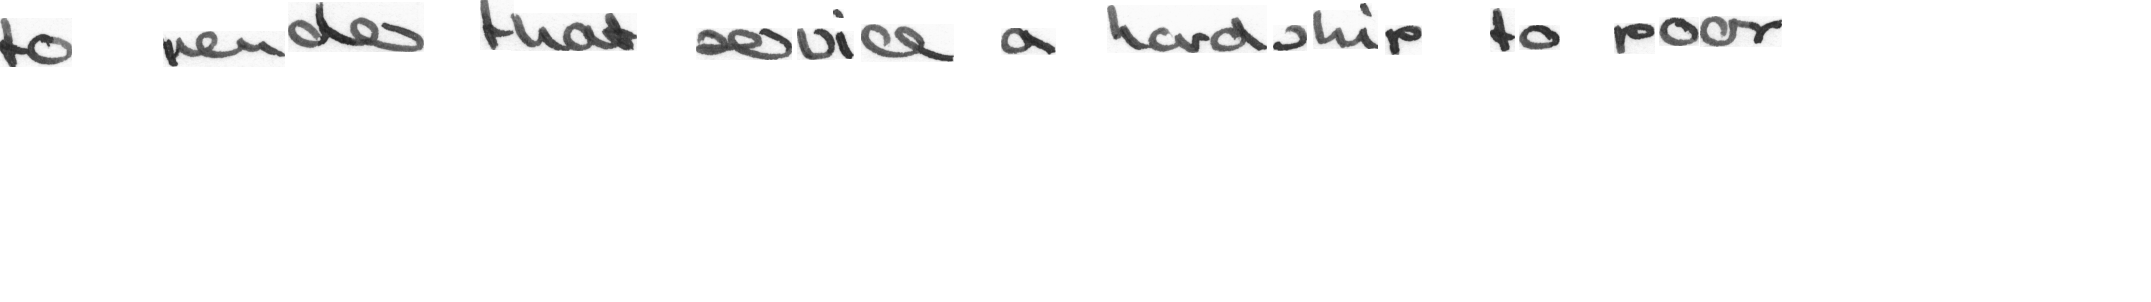 to render that service a hardship to poor